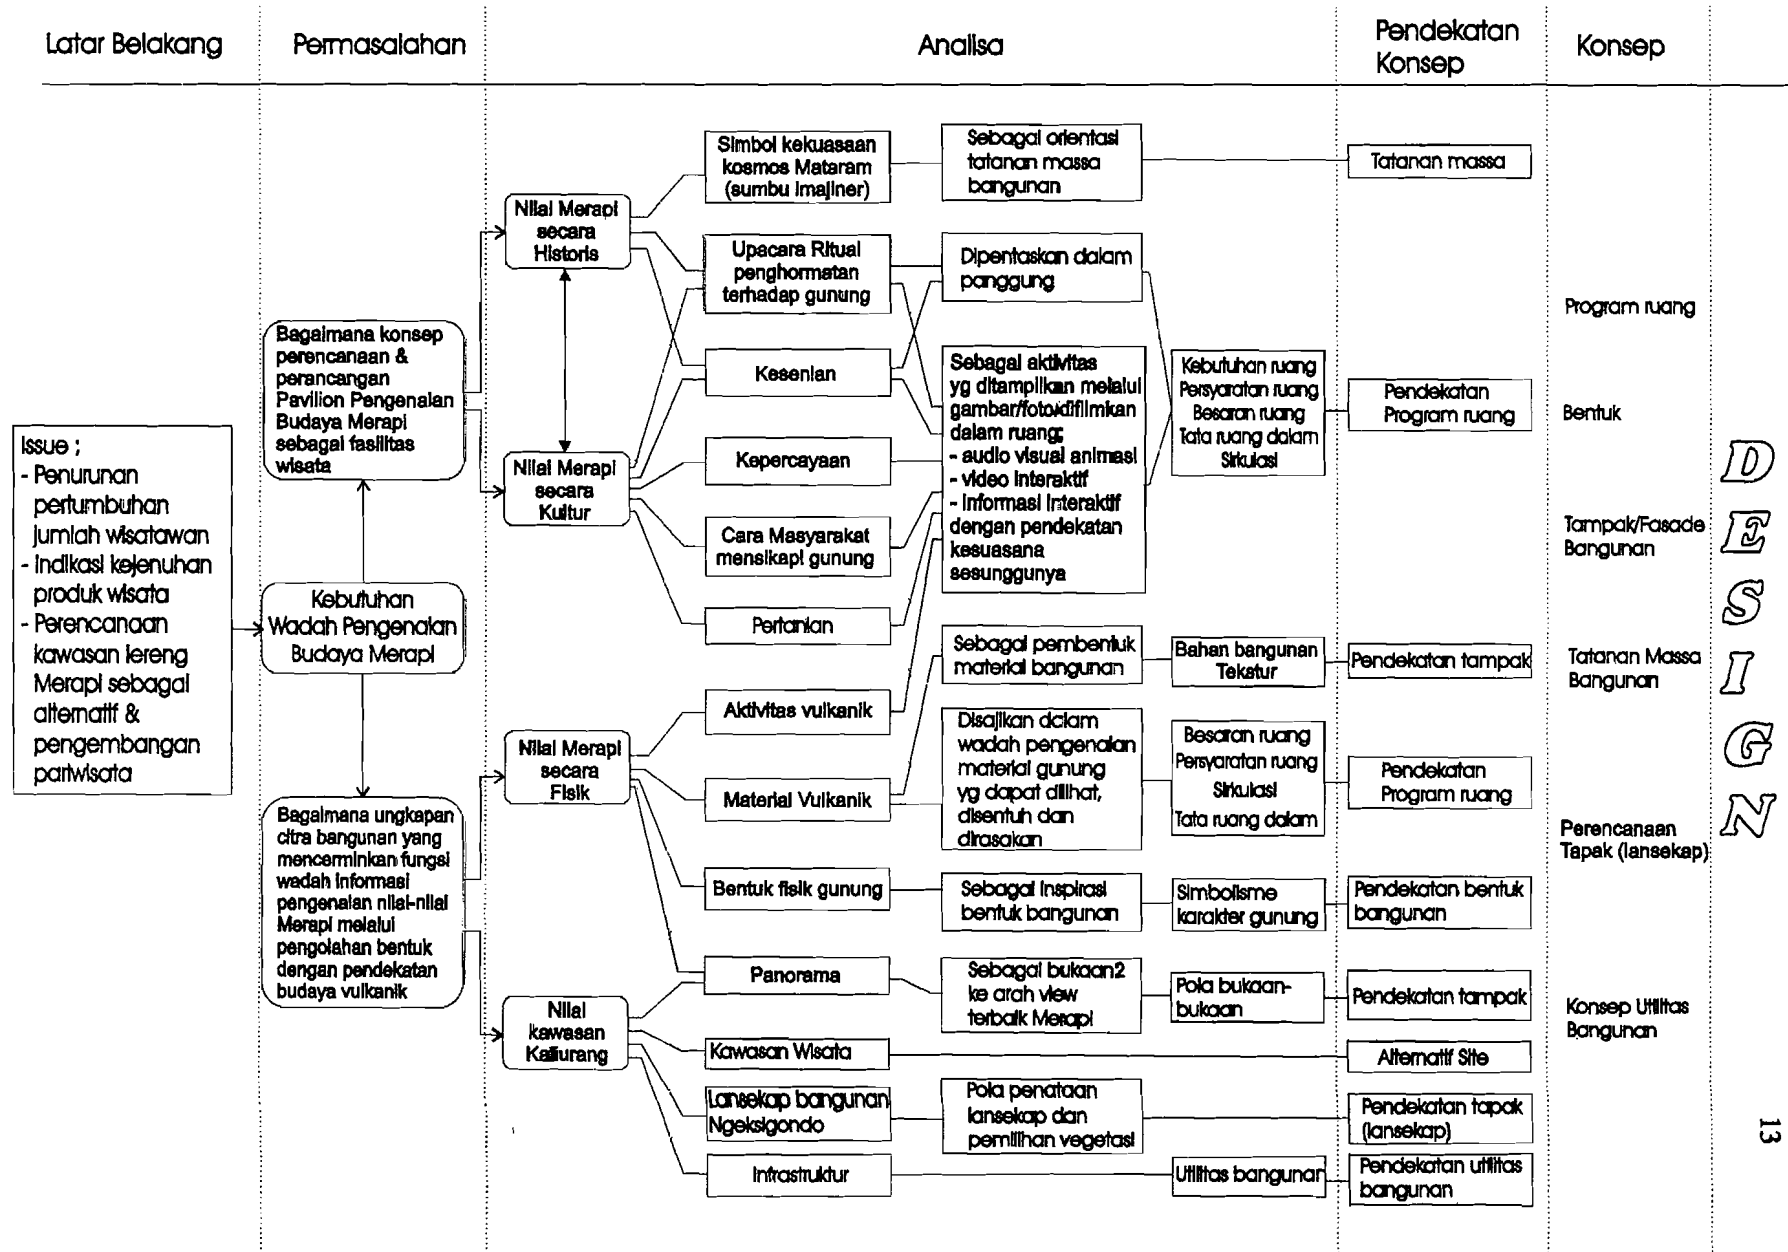 Latar Belakang
Permasalahan
Analisa
Pendekatan
Konsep
Konsep
Issue ;
- Penurunan
pertumbuhan
jumlah wisatawan
- Indikasi kejenuhan
produk wisata
- Perencanaan
kawasan lereng
Merapi sebagai
alternatif &
pengembangan
pariwisata
Bagaimana konsep
perencanaan &
perancangan
Pavilion Pengenalan
Budaya Merapi
sebagai fasilitas
wisata
Kebutuhan
Wadah Pengenalan
Budaya Merapi
Bagaimana ungkapan
citra bangunan yang
mencerminkan fungsi
wadah informasi
pengenalan nilai-nilai
Merapi melalui
pengolahan bentuk
dengan pendekatan
budaya vulkanik
Nilai Merapi
secara
Historis
Nilai Merapi
secara
Kultur
Nilai Merapi
secara
Fisik
Nilai
kawasan
Kaliurang
Simbol kekuasaan
kosmos Mataram
(sumbu imajiner)
Upacara Ritual
penghormatan
terhadap gunung
Kesenian
Kepercayaan
Cara Masyarakat
mensikapi gunung
Pertanian
Aktivitas vulkanik
Material Vulkanik
Bentuk fisik gunung
Panorama
Kawasan Wisata
Lansekap bangunan
Ngeksigondo
Infrastruktur
Sebagai orientasi
tatanan massa
bangunan
Dipentaskan dalam
panggung
Sebagai aktivitas
yg ditampilkan melalui
gambar/foto/difilmkan
dalam ruang;
- audio visual animasi
- video interaktif
- informasi interaktif
dengan pendekatan
kesuasana
sesunggunya
Sebagai pembentuk
material bangunan
Disajikan dalam
wadah pengenalan
material gunung
yg dapat dilihat,
disentuh dan
dirasakan
Sebagai inspirasi
bentuk bangunan
Sebagai bukaan2
ke arah view
terbaik Merapi
Pola penataan
lansekap dan
pemilihan vegetasi
Kebutuhan ruang
Persyaratan ruang
Besaran ruang
Tata ruang dalam
Sirkulasi
Bahan bangunan
Tekstur
Besaran ruang
Persyaratan ruang
Sirkulasi
Tata ruang dalam
Simbolisme
karakter gunung
Pola bukaan-
bukaan
Utilitas bangunan
Tatanan massa
Pendekatan
Program ruang
Pendekatan tampak
Pendekatan
Program ruang
Pendekatan bentuk
bangunan
Pendekatan tampak
Alternatif Site
Pendekatan tapak
(lansekap)
Pendekatan utilitas
bangunan
Program ruang
Bentuk
Tampak/Fasade
Bangunan
Tatanan Massa
Bangunan
Perencanaan
Tapak (lansekap)
Konsep Utilitas
Bangunan
D
E
S
I
G
N
13